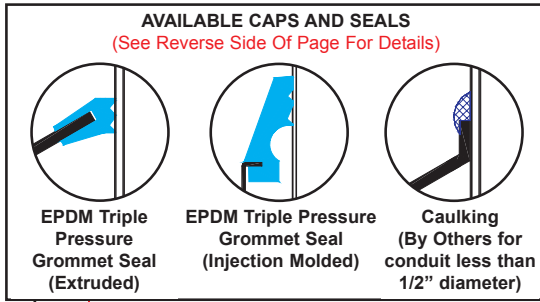 AVAILABLE CAPS AND SEALS
(See Reverse Side Of Page For Details)
EPDM Triple
Pressure
Grommet Seal
(Extruded)
EPDM Triple Pressure
Grommet Seal
(Injection Molded)
Caulking
(By Others for
conduit less than
1/2” diameter)